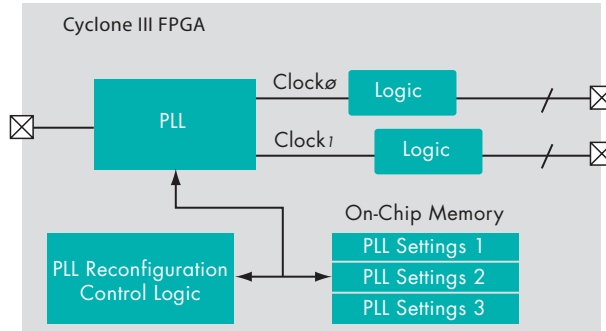 Cyclone III FPGA
Clockø
Logic
PLL
Clock1
Logic
On-Chip Memory
PLL Settings 1
PLL Reconfiguration
Control Logic
PLL Settings 2
PLL Settings 3